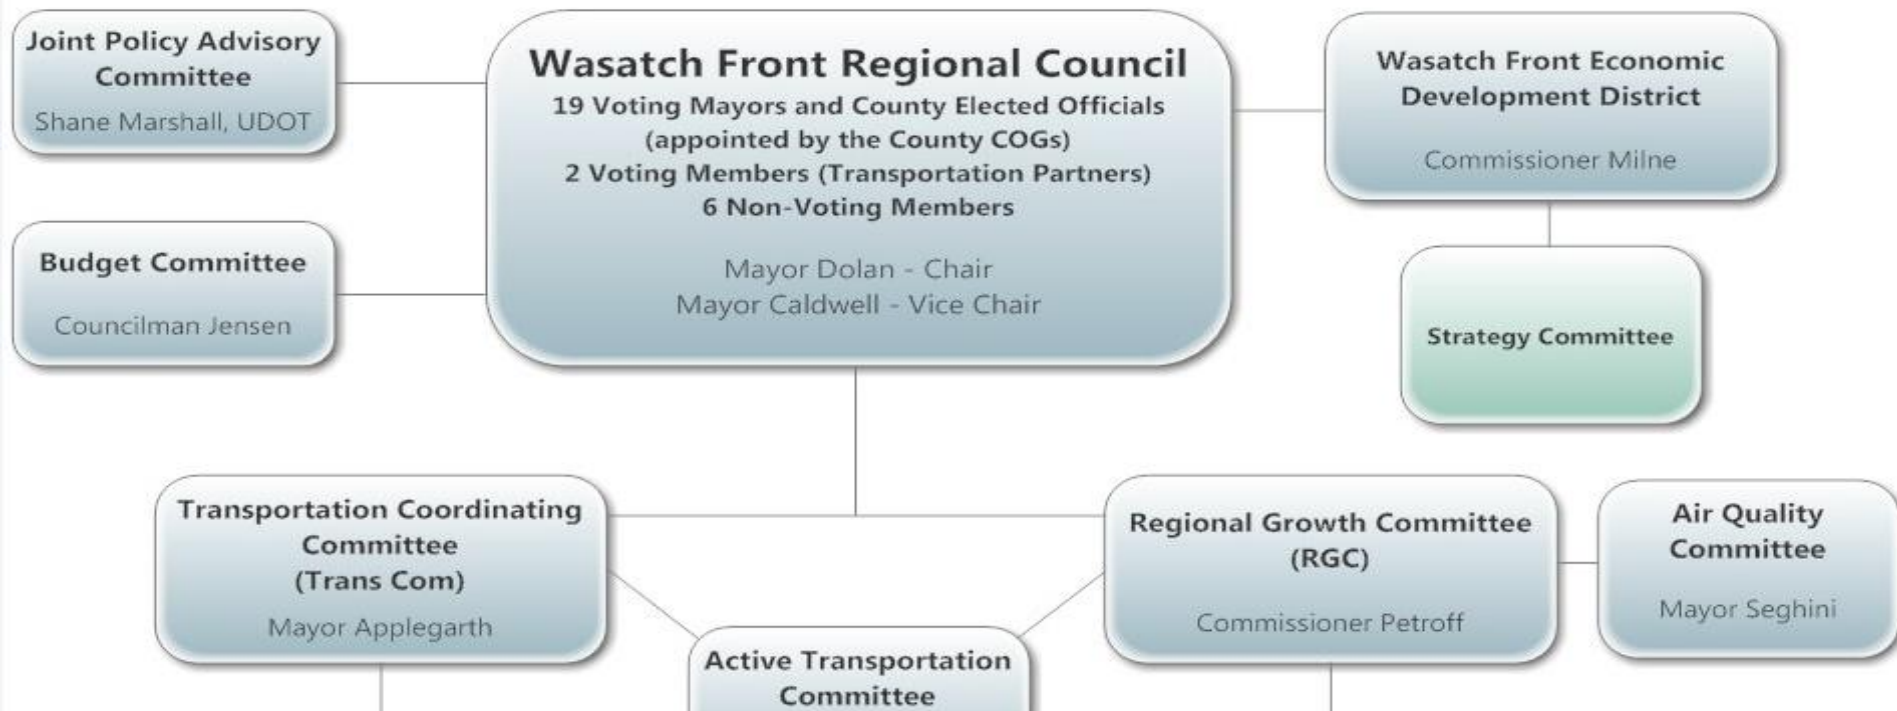 Joint Policy Advisory
Committee
Shane Marshall, UDOT
Wasatch Front Regional Council
19 Voting Mayors and County Elected Officials
(appointed by the County COGs)
2 Voting Members (Transportation Partners)
6 Non-Voting Members
Mayor Dolan - Chair
Mayor Caldwell - Vice Chair
Wasatch Front Economic
Development District
Commissioner Milne
Budget Committee
Councilman Jensen
Strategy Committee
Transportation Coordinating
Committee
(Trans Com)
Mayor Applegarth
Regional Growth Committee
(RGC)
Commissioner Petroff
Air Quality
Committee
Mayor Seghini
Active Transportation
Committee